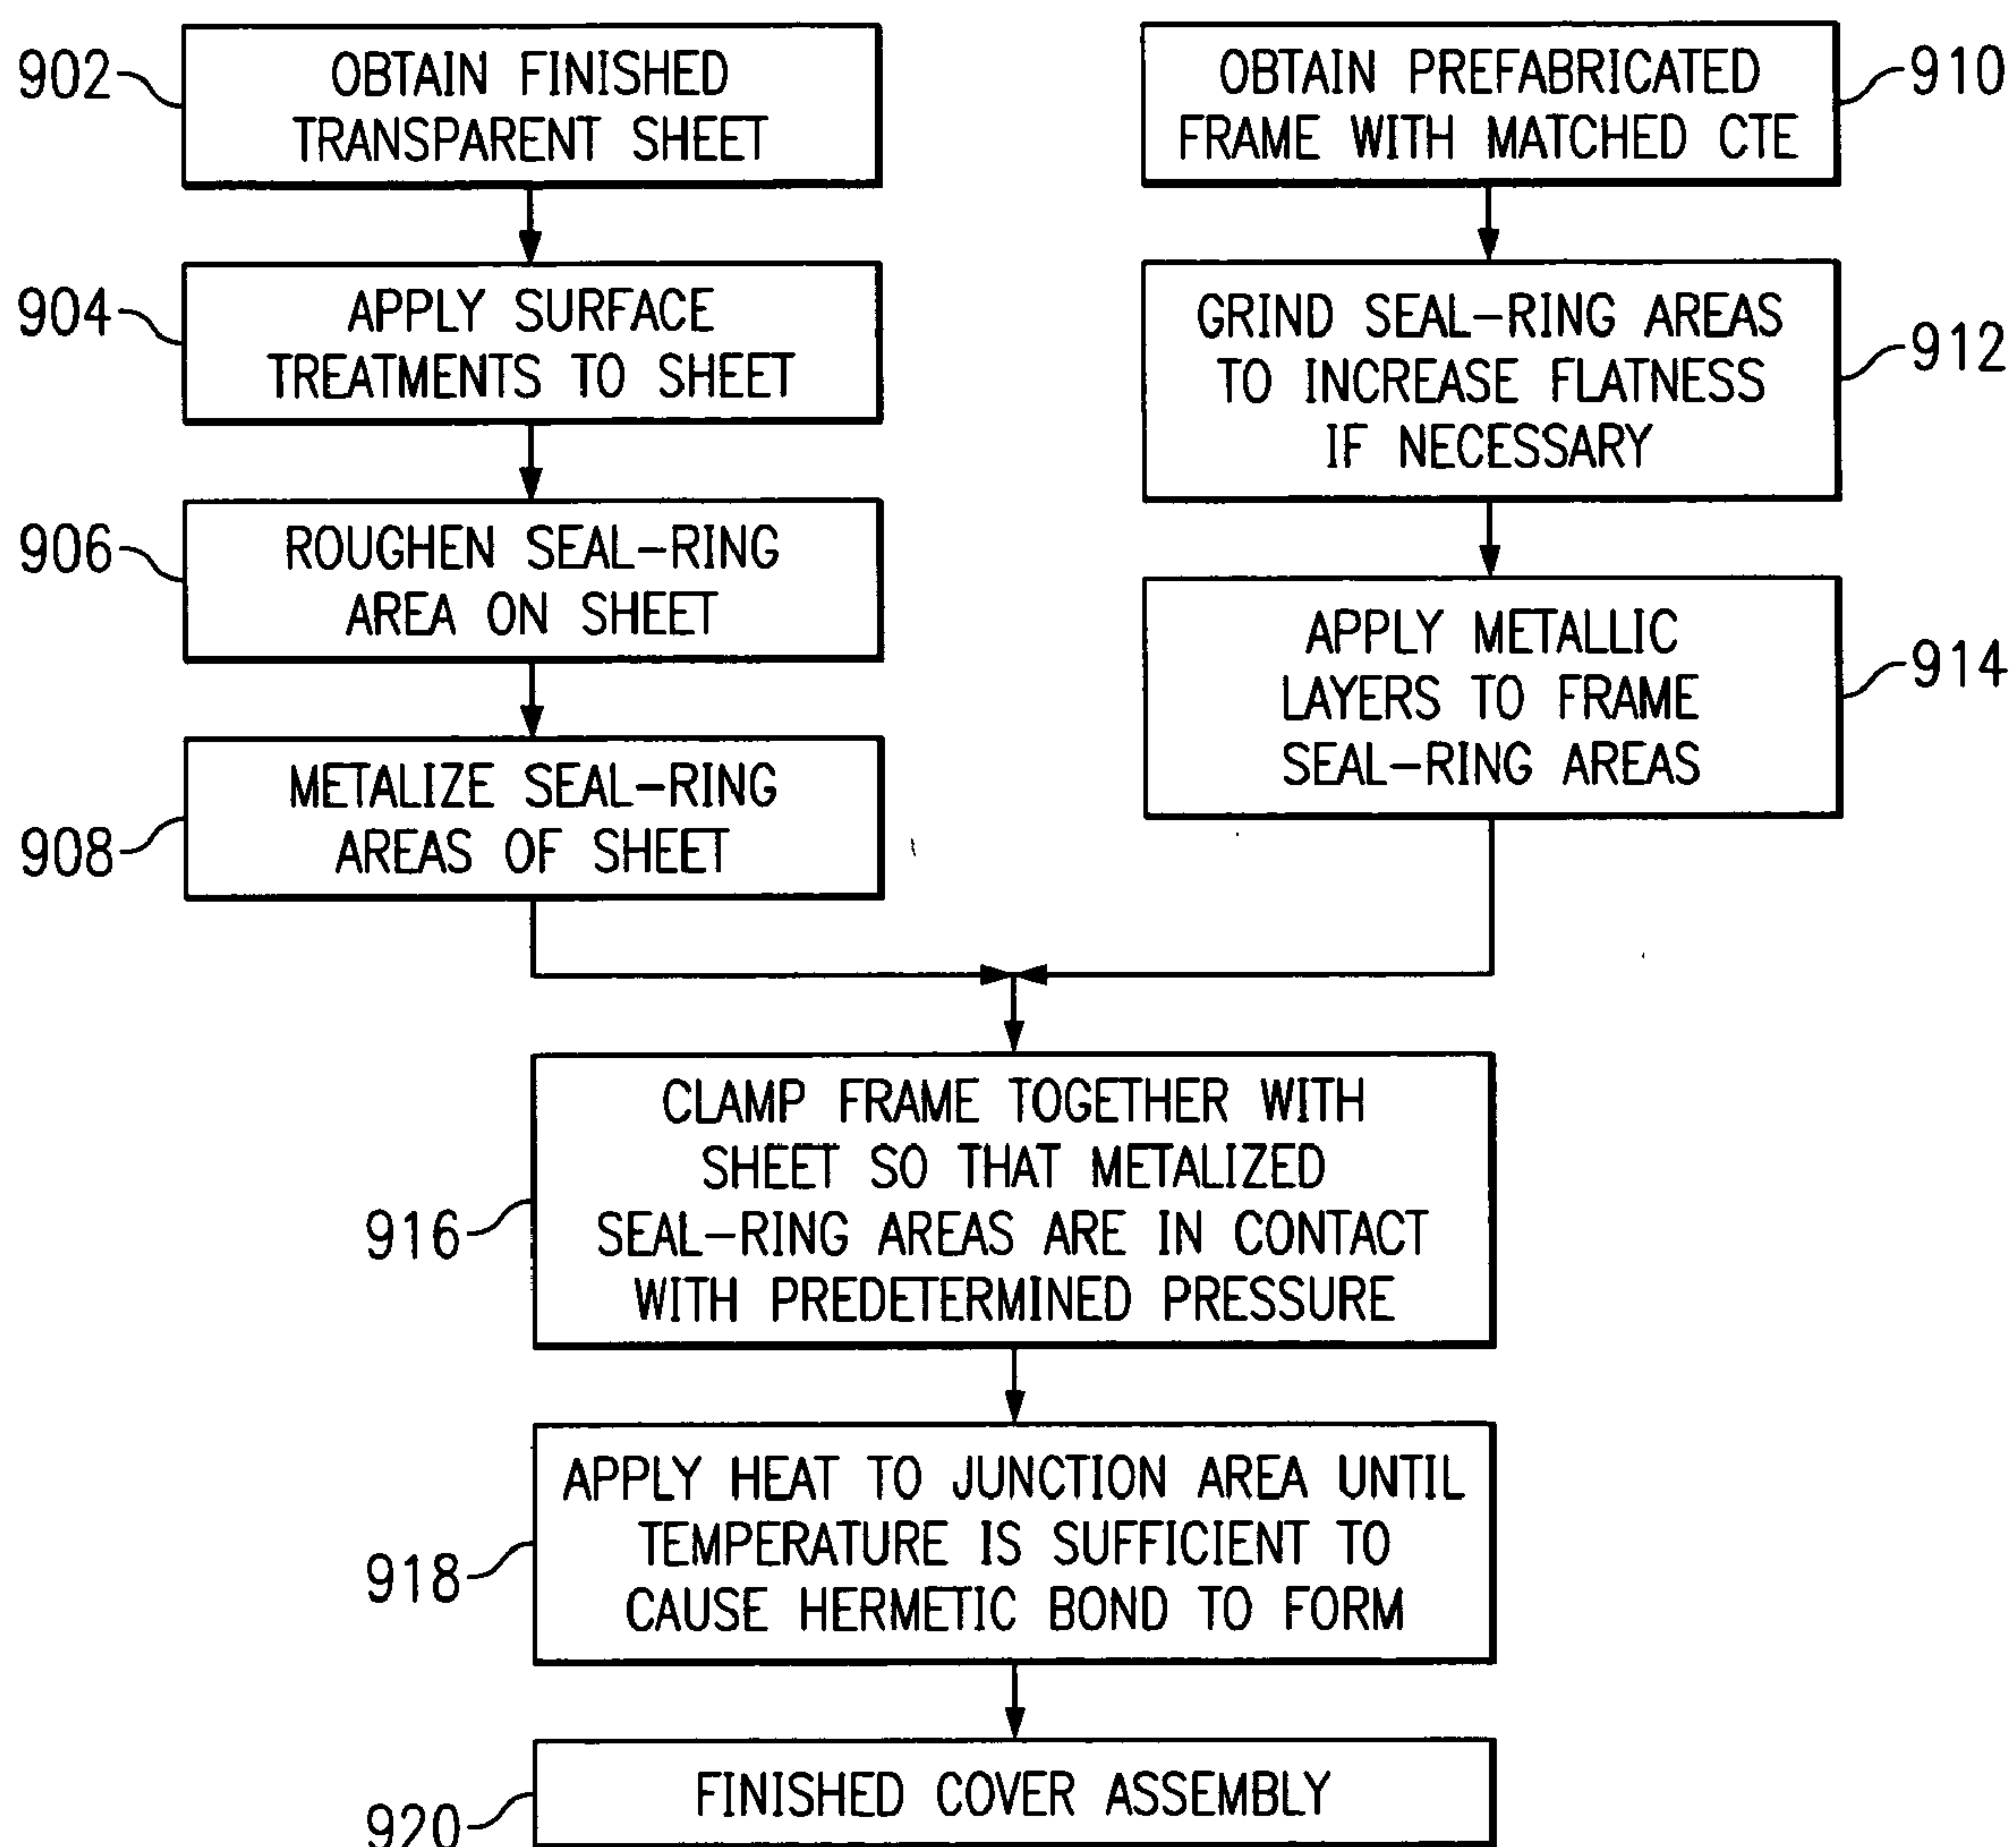 902
OBTAIN FINISHED
TRANSPARENT SHEET
904
APPLY SURFACE
TREATMENTS TO SHEET
906
ROUGHEN SEAL-RING
AREA ON SHEET
908
METALIZE SEAL-RING
AREAS OF SHEET
OBTAIN PREFABRICATED
FRAME WITH MATCHED CTE
910
GRIND SEAL-RING AREAS
TO INCREASE FLATNESS
IF NECESSARY
912
APPLY METALLIC
LAYERS TO FRAME
SEAL-RING AREAS
914
CLAMP FRAME TOGETHER WITH
SHEET SO THAT METALIZED
SEAL-RING AREAS ARE IN CONTACT
WITH PREDETERMINED PRESSURE
916
APPLY HEAT TO JUNCTION AREA UNTIL
TEMPERATURE IS SUFFICIENT TO
CAUSE HERMETIC BOND TO FORM
918
FINISHED COVER ASSEMBLY
920